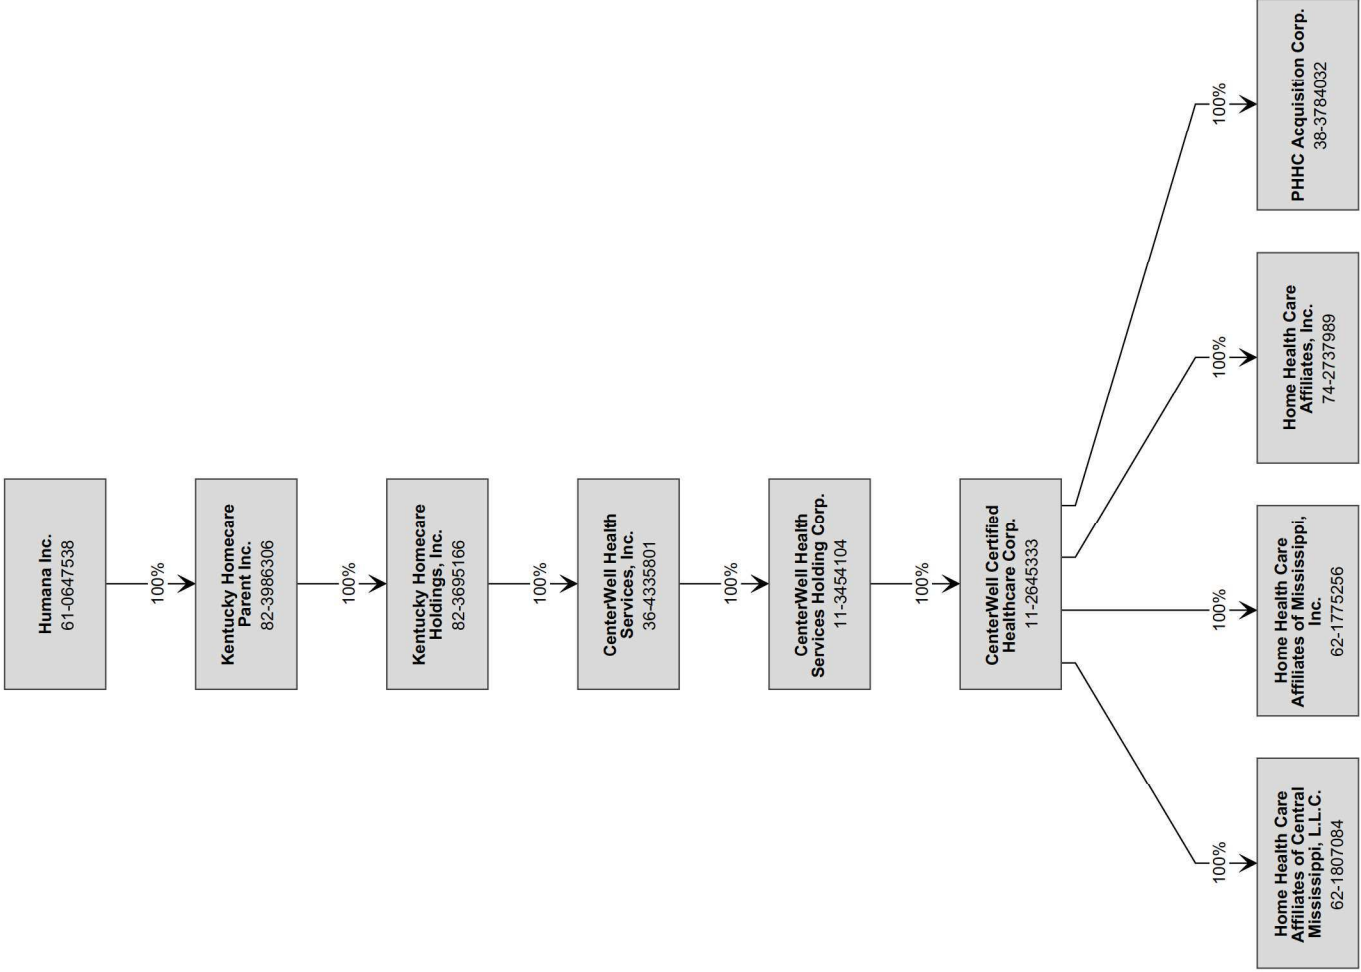 Humana Inc.
61-0647538
100%
Kentucky Homecare
Parent Inc.
82-3986306
100%
Kentucky Homecare
Holdings, Inc.
82-3695166
100%
CenterWell Health
Services, Inc.
36-4335801
100%
CenterWell Health
Services Holding Corp.
11-3454104
100%
CenterWell Certified
Healthcare Corp.
11-2645333
100%
100%
100%
100%
Home Health Care
Affiliates of Central
Mississippi, L.L.C.
62-1807084
Home Health Care
Affiliates of Mississippi,
Inc.
62-1775256
Home Health Care
Affiliates, Inc.
74-2737989
PHHC Acquisition Corp.
38-3784032